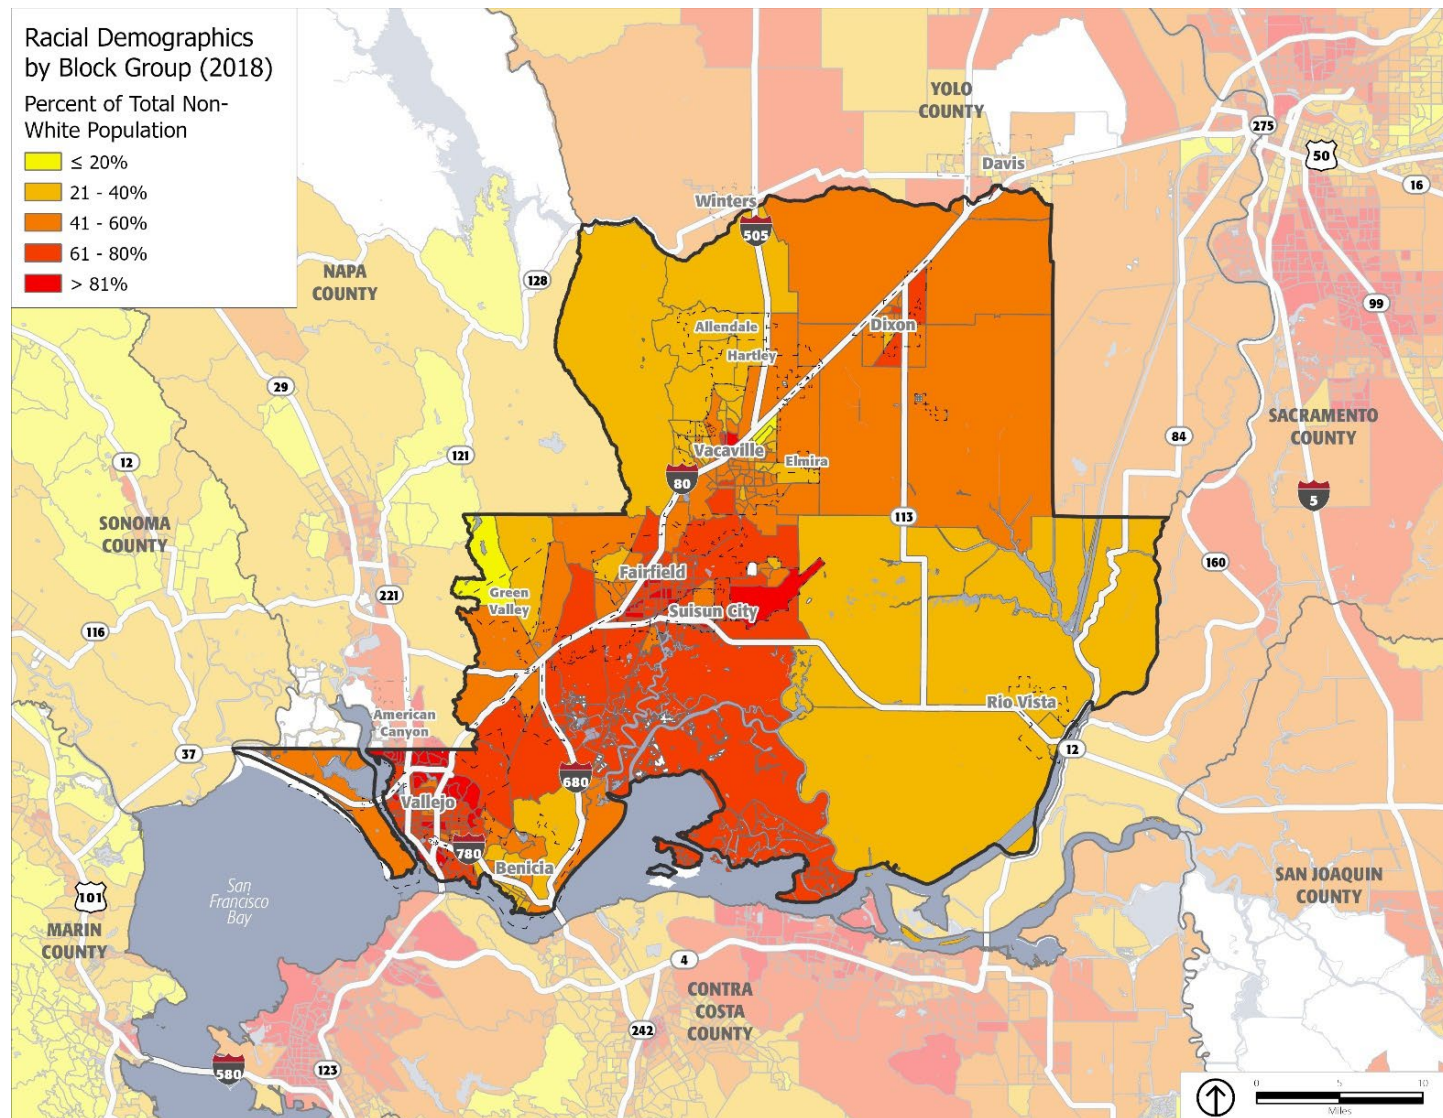 Racial Demographics
by Block Group (2018)
Percent of Total Non-
White Population
≤ 20%
21 - 40%
41 - 60%
61 - 80%
> 81%
YOLO
COUNTY
275
50
Davis
16
Winters
505
NAPA
COUNTY
128
99
Allendale
Dixon
Hartley
29
SACRAMENTO
COUNTY
84
121
12
Vacaville
Elmira
80
5
SONOMA
COUNTY
113
160
Fairfield
221
Green
Valley
Suisun City
116
Rio Vista
American
Canyon
37
12
680
Vallejo
780
Benicia
San
Francisco
Bay
101
MARIN
COUNTY
SAN JOAQUIN
COUNTY
4
CONTRA
COSTA
COUNTY
242
580
123
0 5 10
Miles